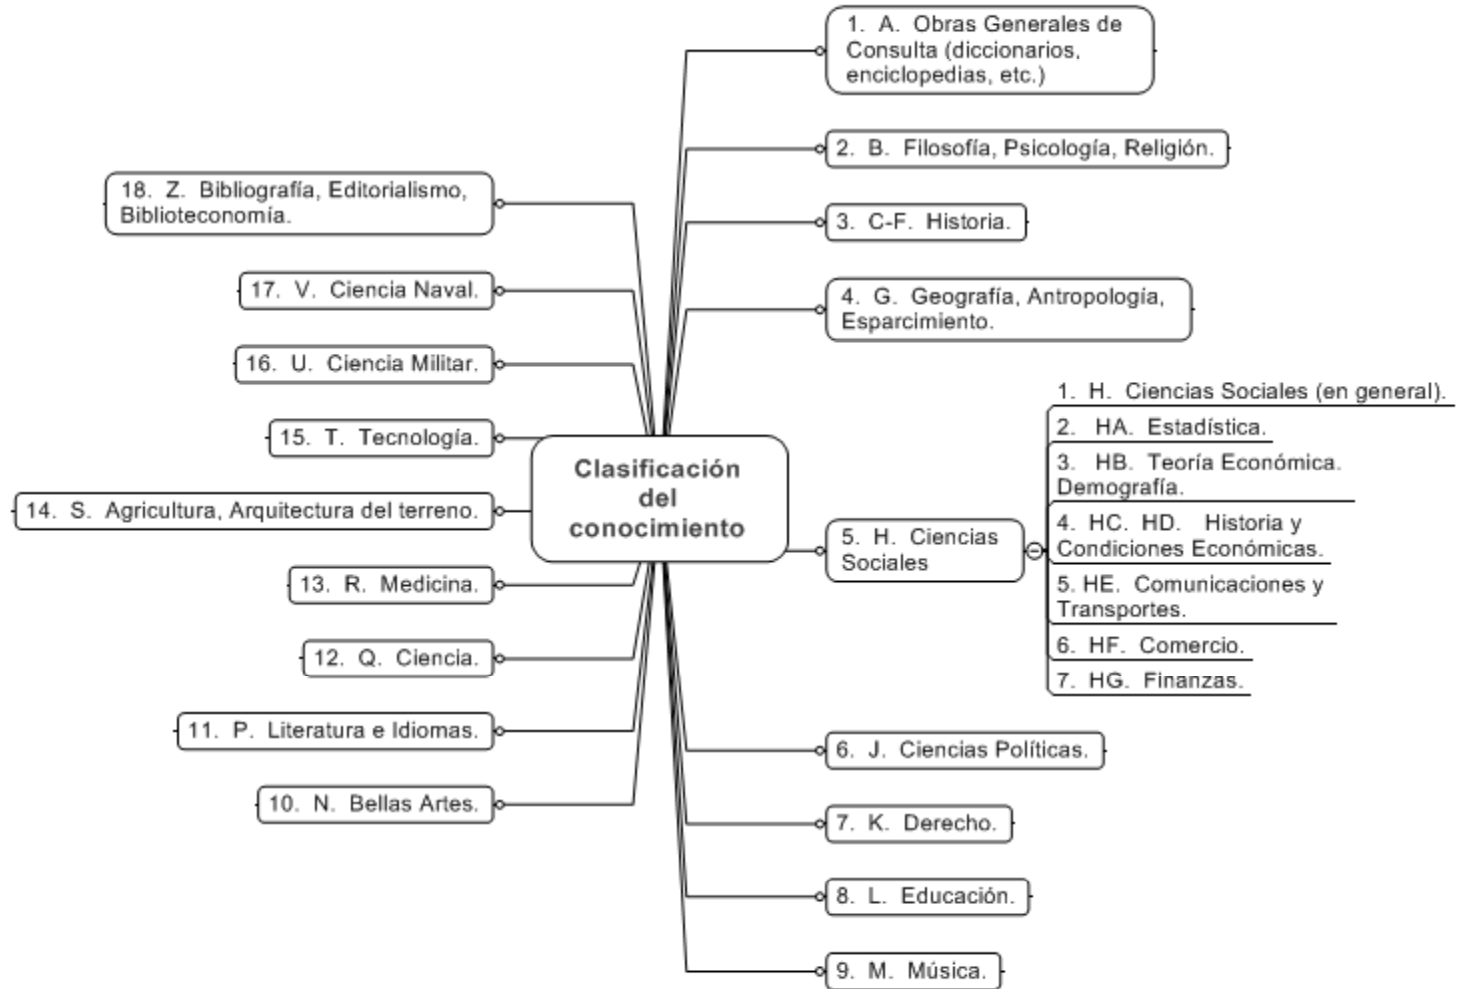 Clasificación
del
conocimiento
1. A. Obras Generales de
Consulta (diccionarios,
enciclopedias, etc.)
2. B. Filosofía, Psicología, Religión.
3. C-F. Historia.
4. G. Geografía, Antropología,
Esparcimiento.
5. H. Ciencias
Sociales
1. H. Ciencias Sociales (en general).
2. HA. Estadística.
3. HB. Teoría Económica.
Demografía.
4. HC. HD. Historia y
Condiciones Económicas.
5. HE. Comunicaciones y
Transportes.
6. HF. Comercio.
7. HG. Finanzas.
6. J. Ciencias Políticas.
7. K. Derecho.
8. L. Educación.
9. M. Música.
10. N. Bellas Artes.
11. P. Literatura e Idiomas.
12. Q. Ciencia.
13. R. Medicina.
14. S. Agricultura, Arquitectura del terreno.
15. T. Tecnología.
16. U. Ciencia Militar.
17. V. Ciencia Naval.
18. Z. Bibliografía, Editorialismo,
Biblioteconomía.